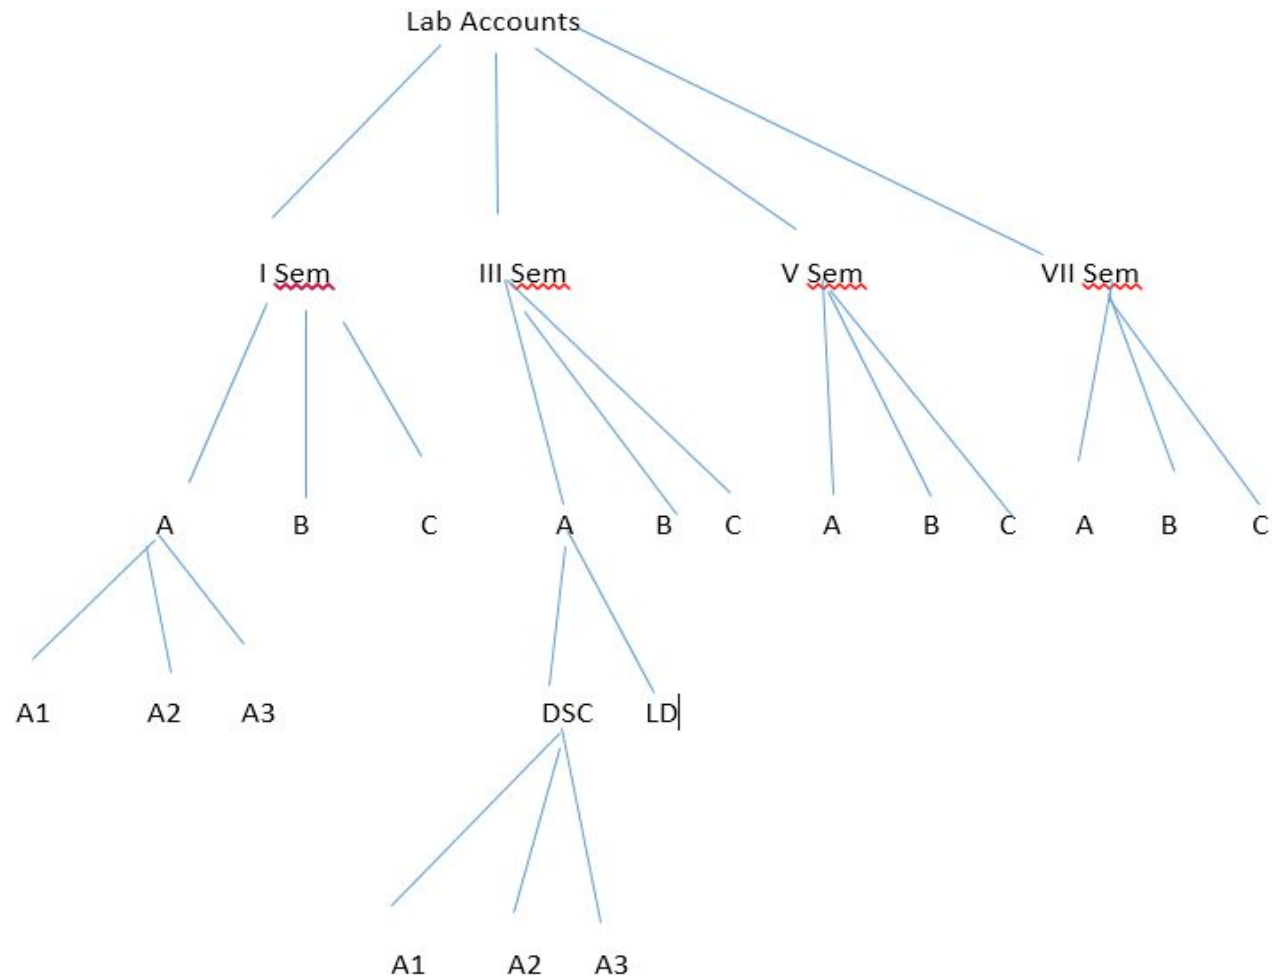 Lab Accounts
I Sem III Sem V Sem VII Sem
A B C A B C A B C A B C
A1 A2 A3 DSC LD
A1 A2 A3